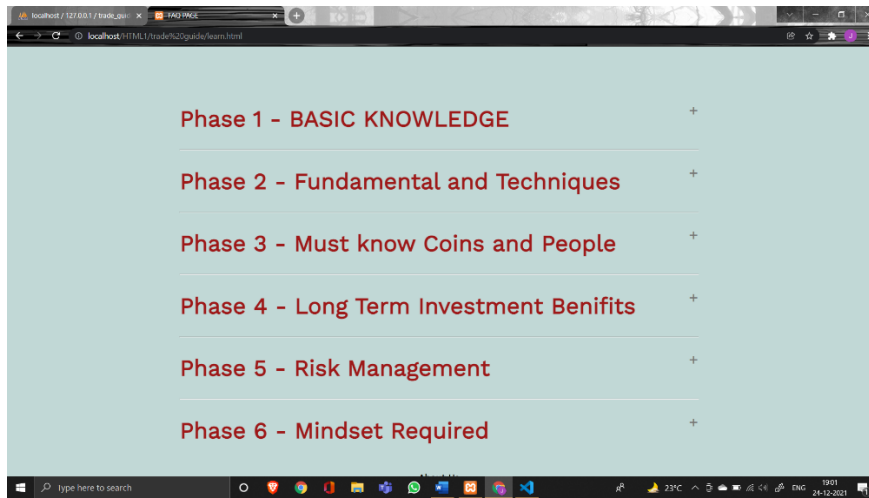 localhost / 127.0.0.1 / trade_guid
FAQ PAGE
localhost/HTML1/trade%20guide/learn.html
Phase 1 - BASIC KNOWLEDGE
+
Phase 2 - Fundamental and Techniques
+
Phase 3 - Must know Coins and People
+
Phase 4 - Long Term Investment Benifits
+
Phase 5 - Risk Management
+
Phase 6 - Mindset Required
+
Type here to search
23°C
ENG
19:01
24-12-2021